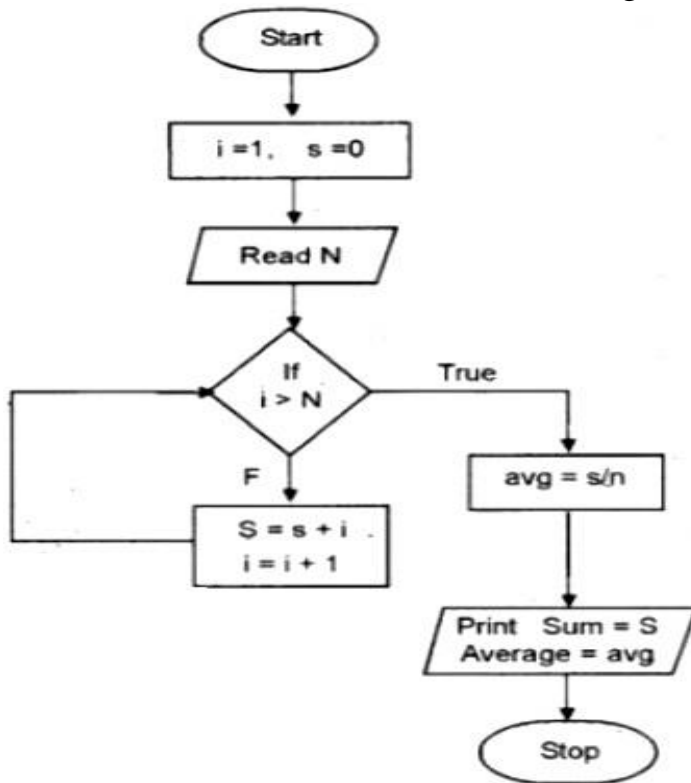 Start
i =1, s =0
Read N
If
i > N
True
F
S = s + i
i = i + 1
avg = s/n
Print Sum = S
Average = avg
Stop